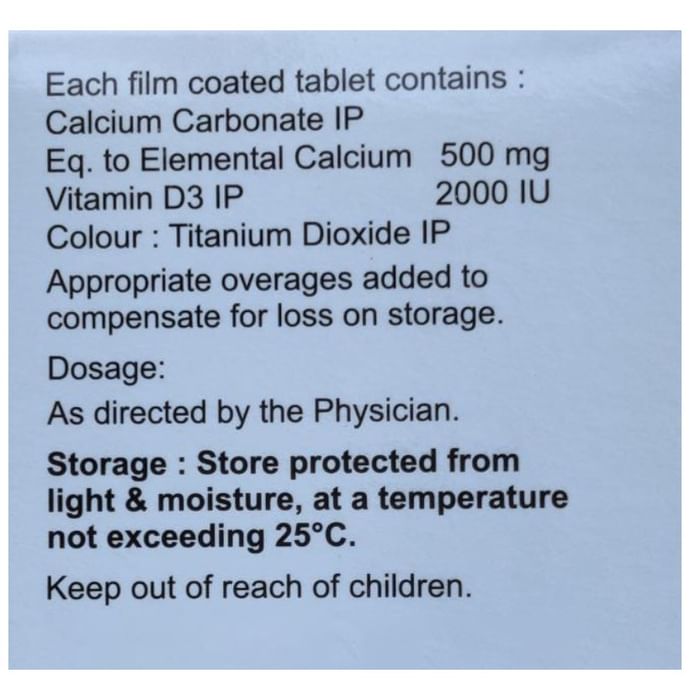 Each film coated tablet contains :
Calcium Carbonate IP
Eq. to Elemental Calcium 500 mg
Vitamin D3 IP 2000 IU
Colour : Titanium Dioxide IP
Appropriate overages added to
compensate for loss on storage.
Dosage:
As directed by the Physician.
Storage : Store protected from
light & moisture, at a temperature
not exceeding 25°C.
Keep out of reach of children.